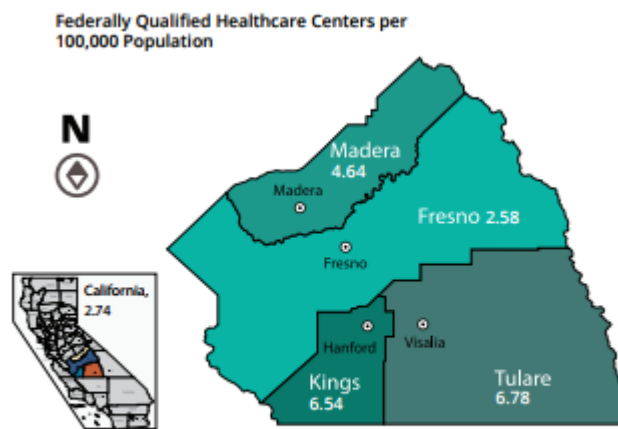 Federally Qualified Healthcare Centers per
100,000 Population
N
Madera
4.64
Madera
Fresno 2.58
Fresno
California,
2.74
Hanford
Visalia
Kings
6.54
Tulare
6.78